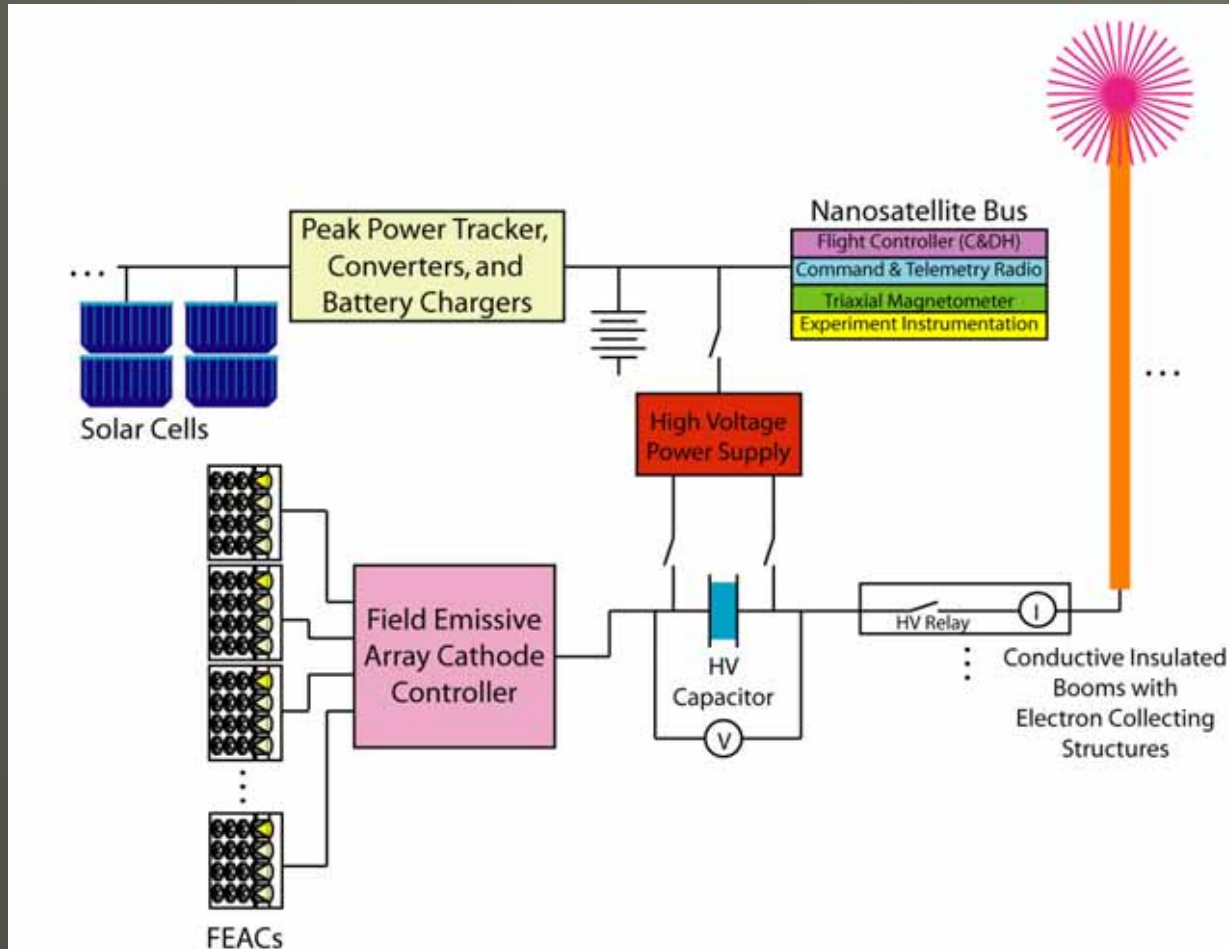 Nanosatellite Bus
Flight Controller (C&DH)
Command & Telemetry Radio
Triaxial Magnetometer
Experiment Instrumentation
Peak Power Tracker,
Converters, and
Battery Chargers
...
...
Solar Cells
High Voltage
Power Supply
Field Emissive
Array Cathode
Controller
HV
Capacitor
V
HV Relay
I
Conductive Insulated
Booms with
Electron Collecting
Structures
FEACs